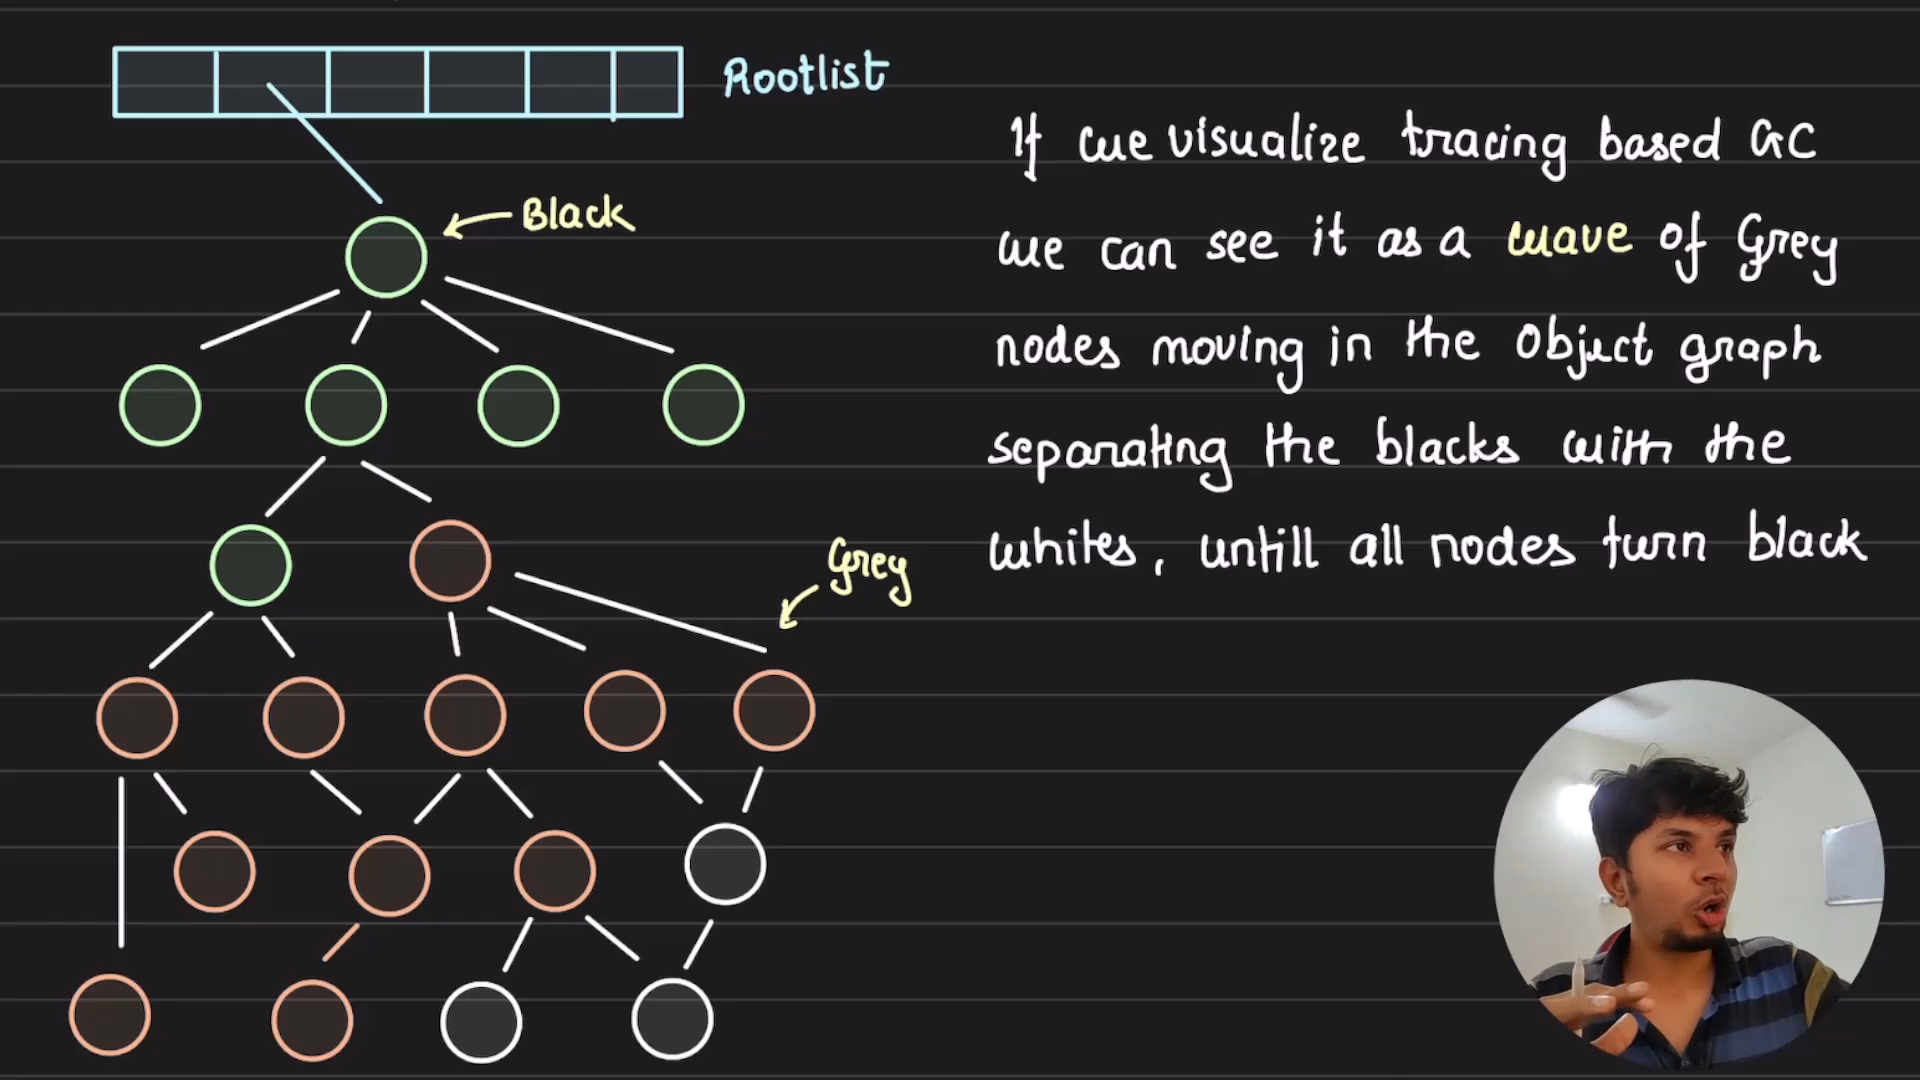 Rootlist
Black
Grey
If we visualize tracing based GC
we can see it as a wave of Grey
nodes moving in the Object graph
separating the blacks with the
whites, untill all nodes turn black